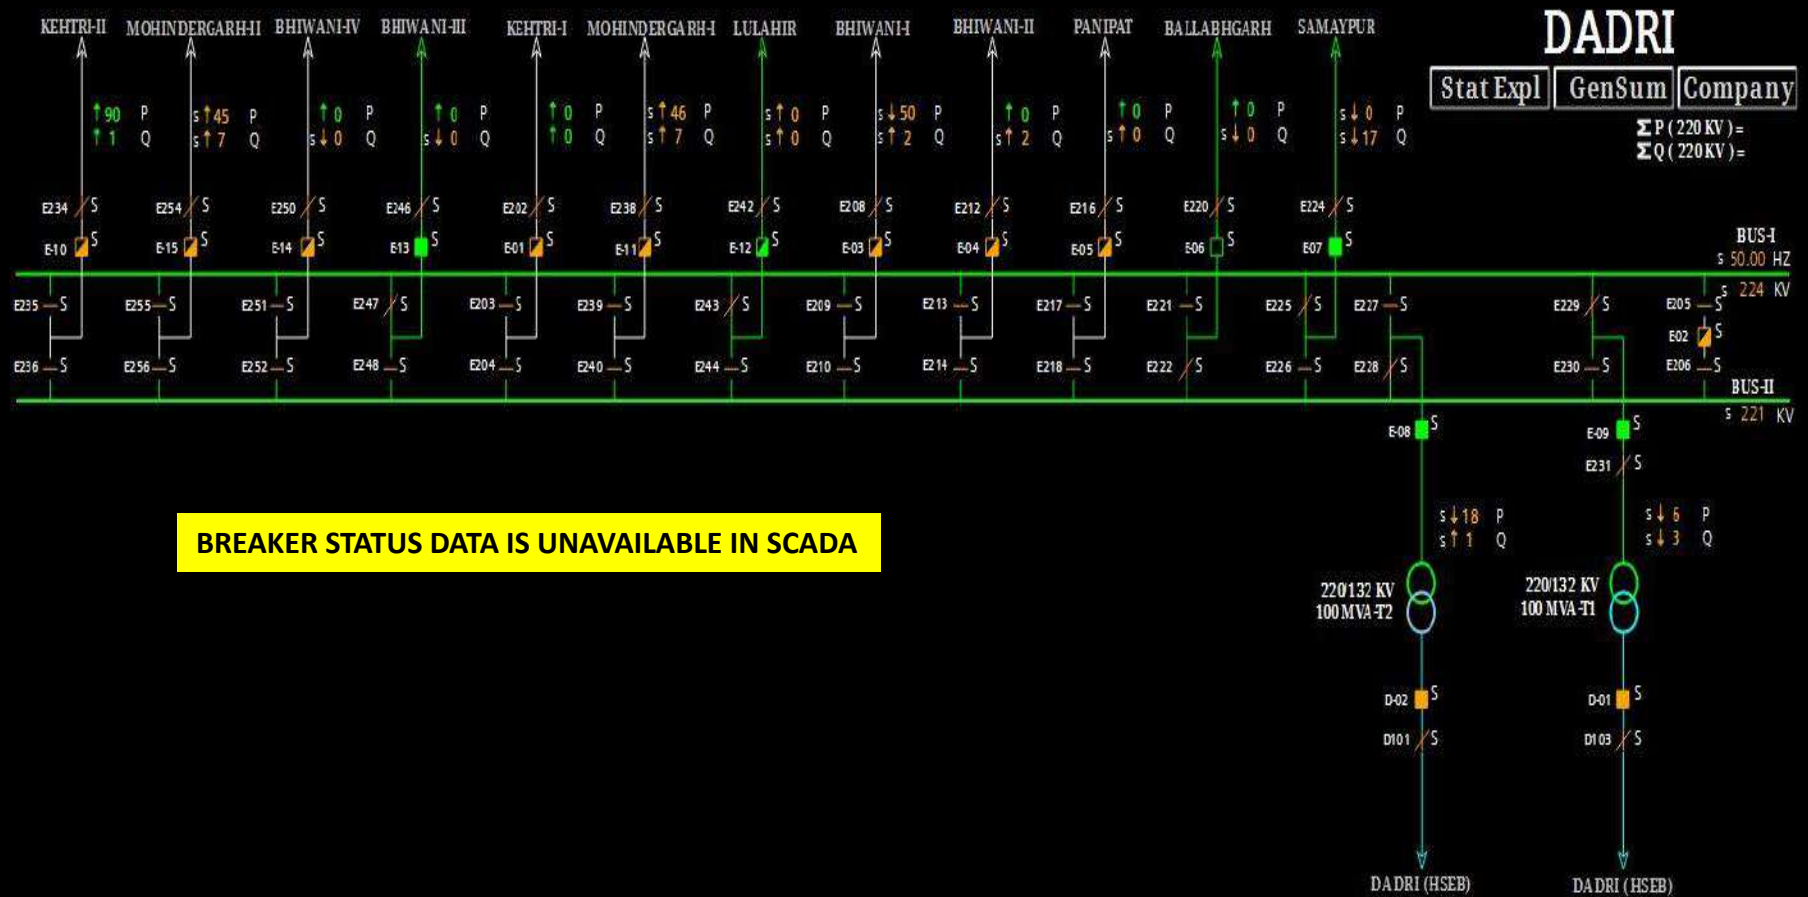 KEHTRI-II MOHINDERGARH-II BHIWANI-IV BHIWANI-III KEHTRI-I MOHINDERGARH-I LULAHIR BHIWANI-I BHIWANI-II PANIPAT BALLABHGARH SAMAYPUR
DADRI
Stat Expl GenSum Company
Σ P ( 220 KV ) =
Σ Q ( 220 KV ) =
↑ 90 P s ↑ 45 P ↑ 0 P ↑ 0 P ↑ 0 P s ↑ 46 P s ↑ 0 P s ↓ 50 P ↑ 0 P ↑ 0 P ↑ 0 P s ↓ 0 P
↑ 1 Q s ↑ 7 Q s ↓ 0 Q s ↓ 0 Q ↑ 0 Q s ↑ 7 Q s ↑ 0 Q s ↑ 2 Q s ↑ 2 Q s ↑ 0 Q s ↓ 0 Q s ↓ 17 Q
E234 S E254 S E250 S E246 S E202 S E238 S E242 S E208 S E212 S E216 S E220 S E224 S
E-10 S E-15 S E-14 S E-13 S E-01 S E-11 S E-12 S E-03 S E-04 S E-05 S E-06 S E07 S
BUS-I
s 50.00 HZ
s 224 KV
E235 S E255 S E251 S E247 S E203 S E239 S E243 S E209 S E213 S E217 S E221 S E225 S E227 S E229 S E205 S
E-02 S
E236 S E256 S E252 S E248 S E204 S E240 S E244 S E210 S E214 S E218 S E222 S E226 S E228 S E230 S E206 S
BUS-II
s 221 KV
E-08 S E-09 S
E231 S
s ↓ 18 P s ↓ 6 P
s ↑ 1 Q s ↓ 3 Q
BREAKER STATUS DATA IS UNAVAILABLE IN SCADA
220/132 KV 220/132 KV
100 MVA-T2 100 MVA-T1
D-02 S D-01 S
D101 S D103 S
DADRI (HSEB) DADRI (HSEB)